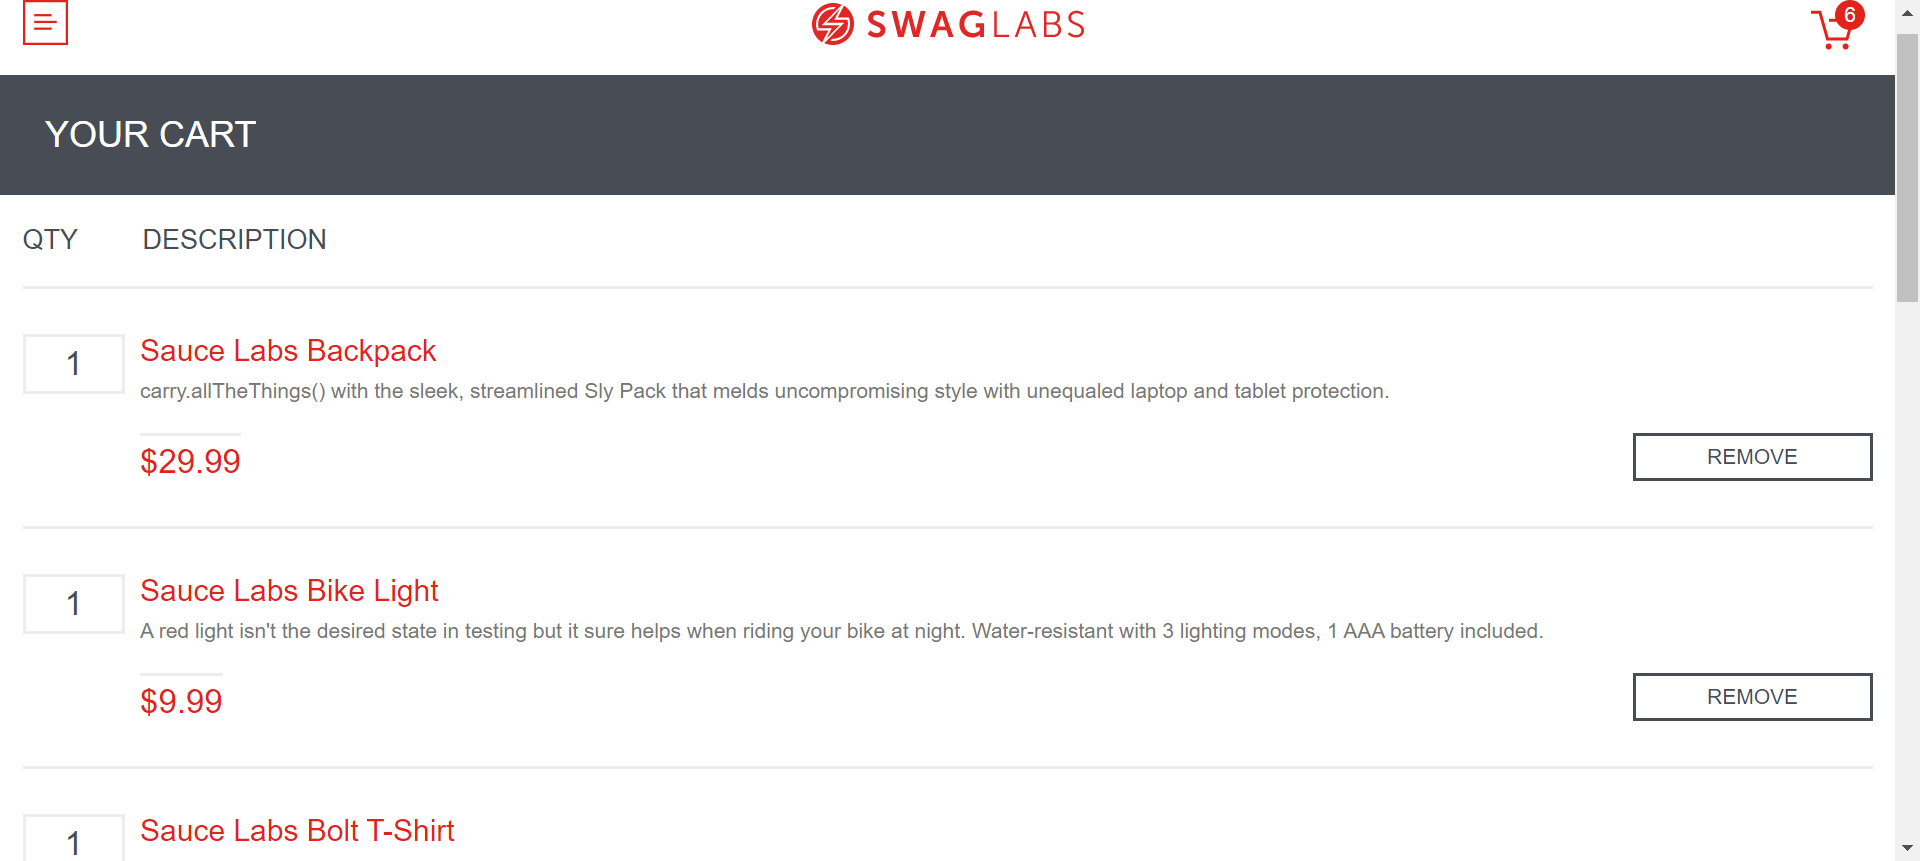 SWAGLABS
6
YOUR CART
QTY DESCRIPTION
1 Sauce Labs Backpack
carry.allTheThings() with the sleek, streamlined Sly Pack that melds uncompromising style with unequaled laptop and tablet protection.
$29.99 REMOVE
1 Sauce Labs Bike Light
A red light isn't the desired state in testing but it sure helps when riding your bike at night. Water-resistant with 3 lighting modes, 1 AAA battery included.
$9.99 REMOVE
1 Sauce Labs Bolt T-Shirt